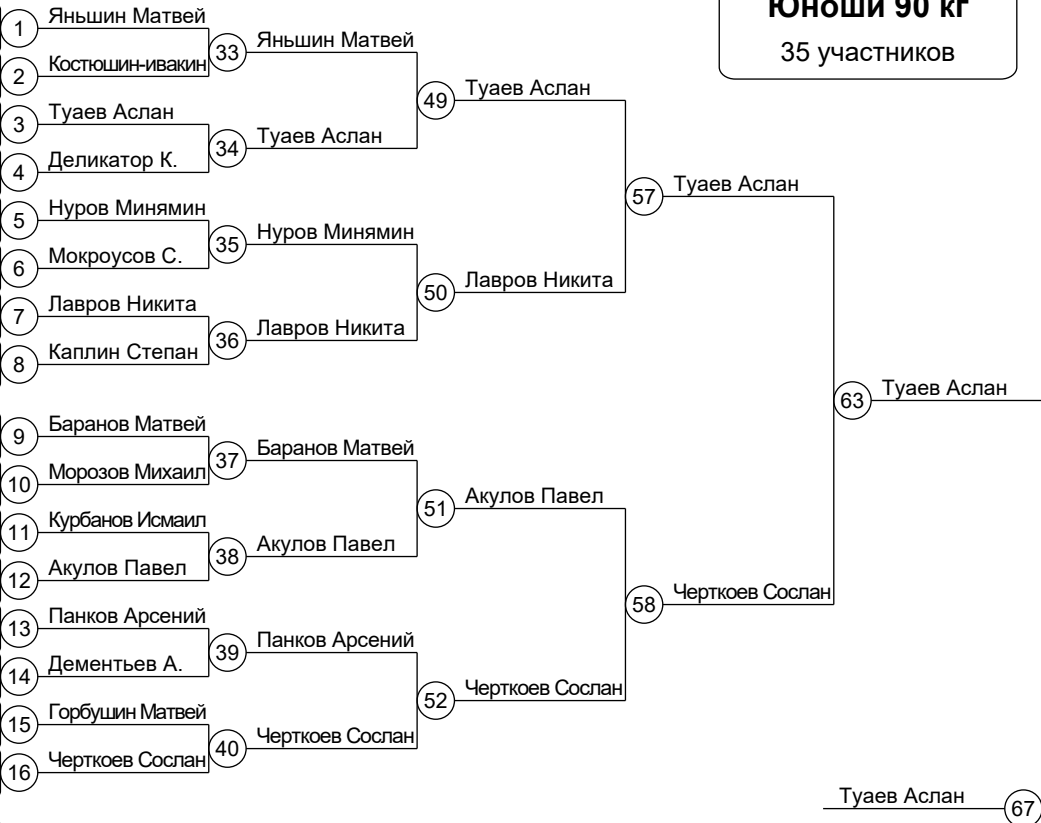 Юноши 90 кг
35 участников
1 Яньшин Матвей
33 Яньшин Матвей
2 Костюшин-ивакин
49 Туаев Аслан
3 Туаев Аслан
34 Туаев Аслан
4 Деликатор К.
57 Туаев Аслан
5 Нуров Минямин
35 Нуров Минямин
6 Мокроусов С.
50 Лавров Никита
7 Лавров Никита
36 Лавров Никита
8 Каплин Степан
63 Туаев Аслан
9 Баранов Матвей
37 Баранов Матвей
10 Морозов Михаил
51 Акулов Павел
11 Курбанов Исмаил
38 Акулов Павел
12 Акулов Павел
58 Черткоев Сослан
13 Панков Арсений
39 Панков Арсений
14 Дементьев А.
52 Черткоев Сослан
15 Горбушин Матвей
40 Черткоев Сослан
16 Черткоев Сослан
Туаев Аслан 67